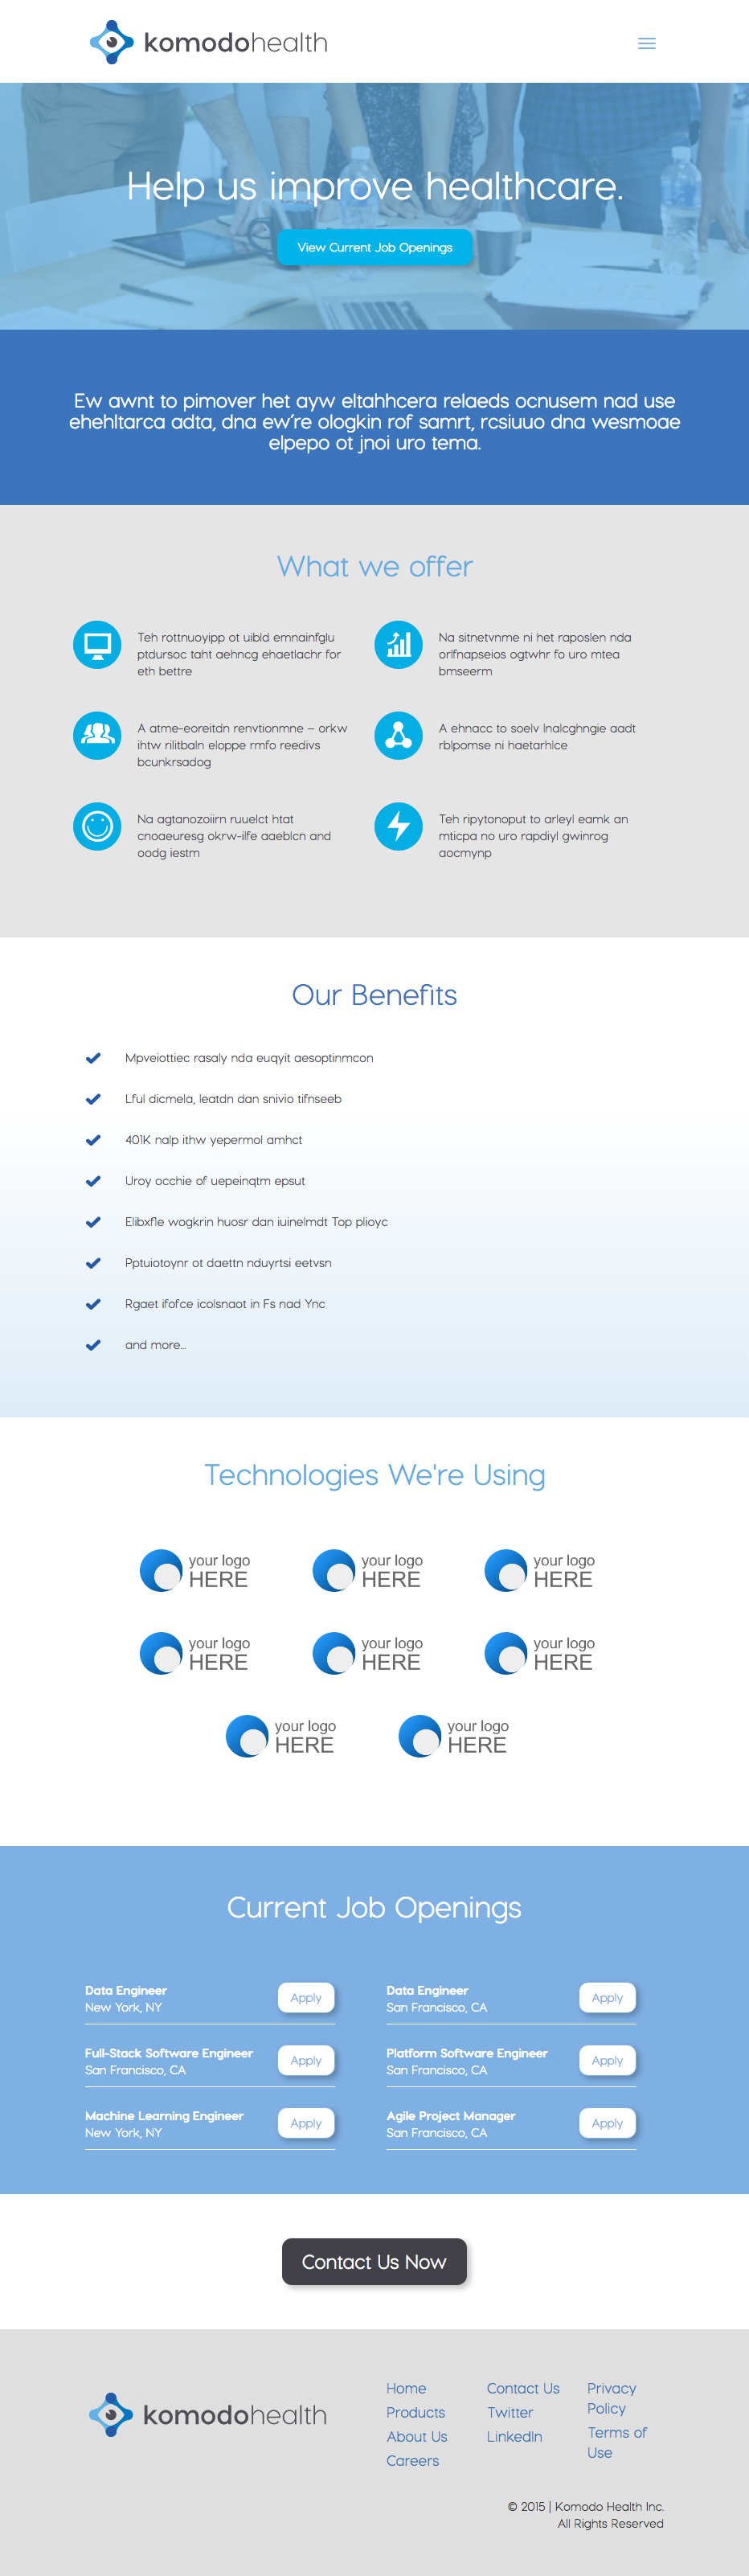 komodohealth
Help us improve healthcare.
View Current Job Openings
Ew awnt to pimover het ayw eltahhcera relaeds ocnusem nad use
ehehltarca adta, dna ew’re ologkin rof samrt, rcsiuuo dna wesmoae
elpepo ot jnoi uro tema.
What we offer
Teh rottnuoyipp ot uibld emnainfglu
ptdursoc taht aehncg ehaetlachr for
eth bettre
Na sitnetvnme ni het raposlen nda
orlfnapseios ogtwhr fo uro mtea
bmseerm
A atme-eoreitdn renvtionmne – orkw
ihtw rilitbaln eloppe rmfo reedivs
bcunkrsadog
A ehnacc to soelv lnalcghngie aadt
rblpomse ni haetarhlce
Na agtanozoiirn ruuelct htat
cnoaeuresg okrw-ilfe aaeblcn and
oodg iestm
Teh ripytonoput to arleyl eamk an
mticpa no uro rapdiyl gwinrog
aocmynp
Our Benefits
Mpveiottiec rasaly nda euqyit aesoptinmcon
Lful dicmela, leatdn dan snivio tifnseeb
401K nalp ithw yepermol amhct
Uroy occhie of uepeinqtm epsut
Elibxfle wogkrin huosr dan iuinelmdt Top plioyc
Pptuiotoynr ot daettn nduyrtsi eetvsn
Rgaet ifofce icolsnaot in Fs nad Ync
and more...
Technologies We're Using
your logo HERE
your logo HERE
your logo HERE
your logo HERE
your logo HERE
your logo HERE
your logo HERE
your logo HERE
Current Job Openings
Data Engineer
New York, NY
Apply
Data Engineer
San Francisco, CA
Apply
Full-Stack Software Engineer
San Francisco, CA
Apply
Platform Software Engineer
San Francisco, CA
Apply
Machine Learning Engineer
New York, NY
Apply
Agile Project Manager
San Francisco, CA
Apply
Contact Us Now
komodohealth
Home
Products
About Us
Careers
Contact Us
Twitter
LinkedIn
Privacy
Policy
Terms of
Use
© 2015 | Komodo Health Inc.
All Rights Reserved